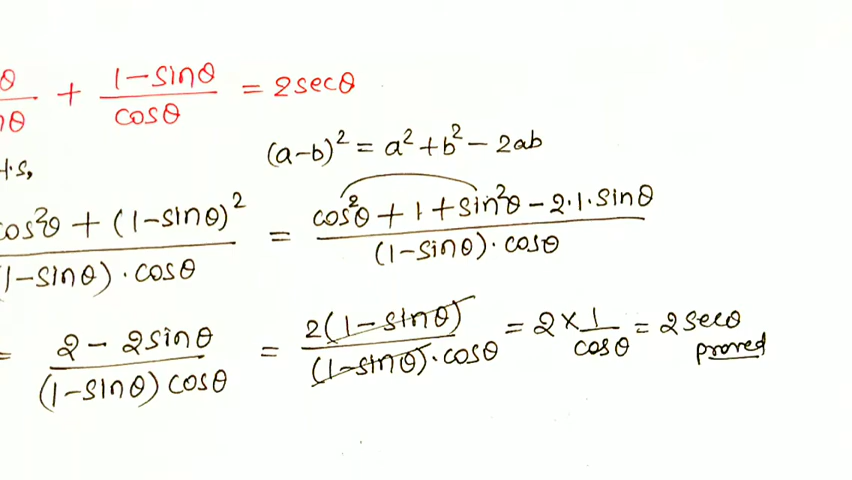 θ/nθ + 1-sinθ/cosθ = 2secθ
H.S,
(a-b)² = a² + b² - 2ab
cos²θ + (1-sinθ)²/(1-sinθ)·cosθ = cos²θ + 1 + sin²θ - 2·1·sinθ/(1-sinθ)·cosθ
= 2 - 2sinθ/(1-sinθ)cosθ = 2(1-sinθ)/(1-sinθ)·cosθ = 2×1/cosθ = 2secθ
proved